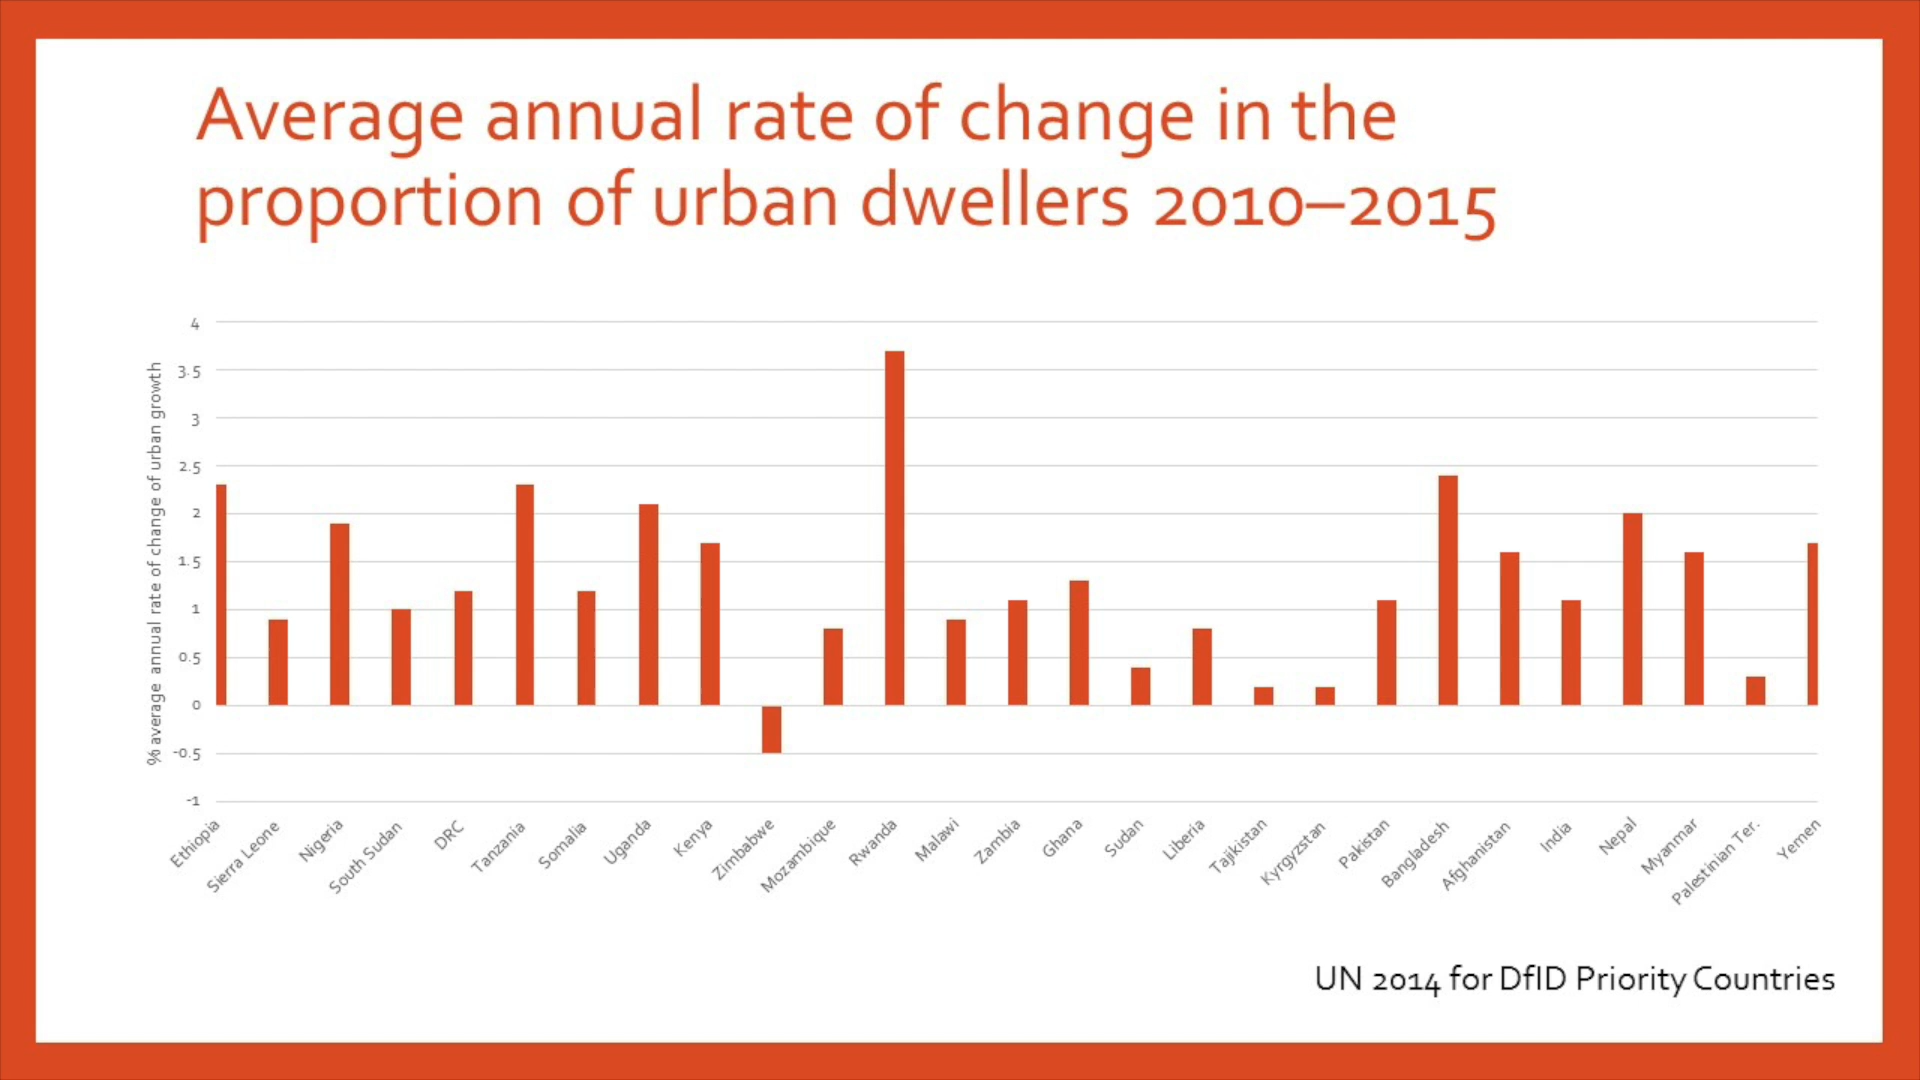 Average annual rate of change in the
proportion of urban dwellers 2010–2015
% average annual rate of change of urban growth
4
3.5
3
2.5
2
1.5
1
0.5
0
-0.5
-1
Ethiopia
Sierra Leone
Nigeria
South Sudan
DRC
Tanzania
Somalia
Uganda
Kenya
Zimbabwe
Mozambique
Rwanda
Malawi
Zambia
Ghana
Sudan
Liberia
Tajikistan
Kyrgyzstan
Pakistan
Bangladesh
Afghanistan
India
Nepal
Myanmar
Palestinian Ter.
Yemen
UN 2014 for DfID Priority Countries